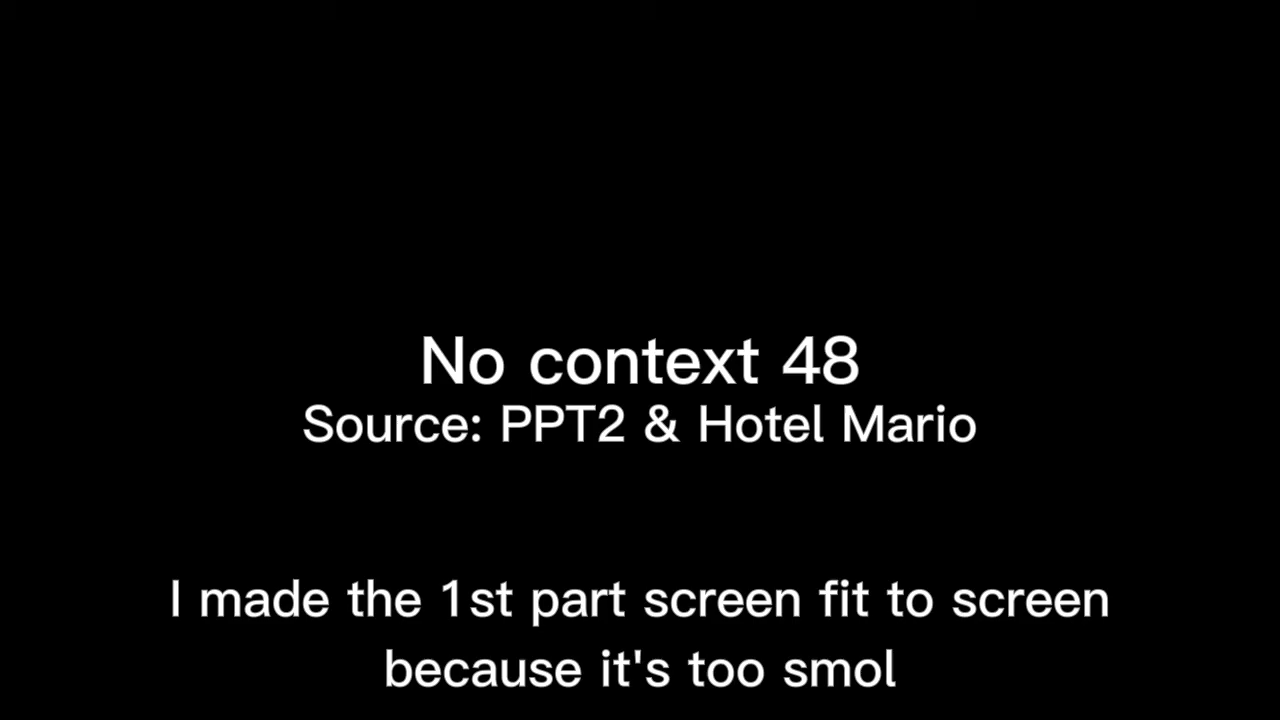 No context 48
Source: PPT2 & Hotel Mario
I made the 1st part screen fit to screen
because it's too smol